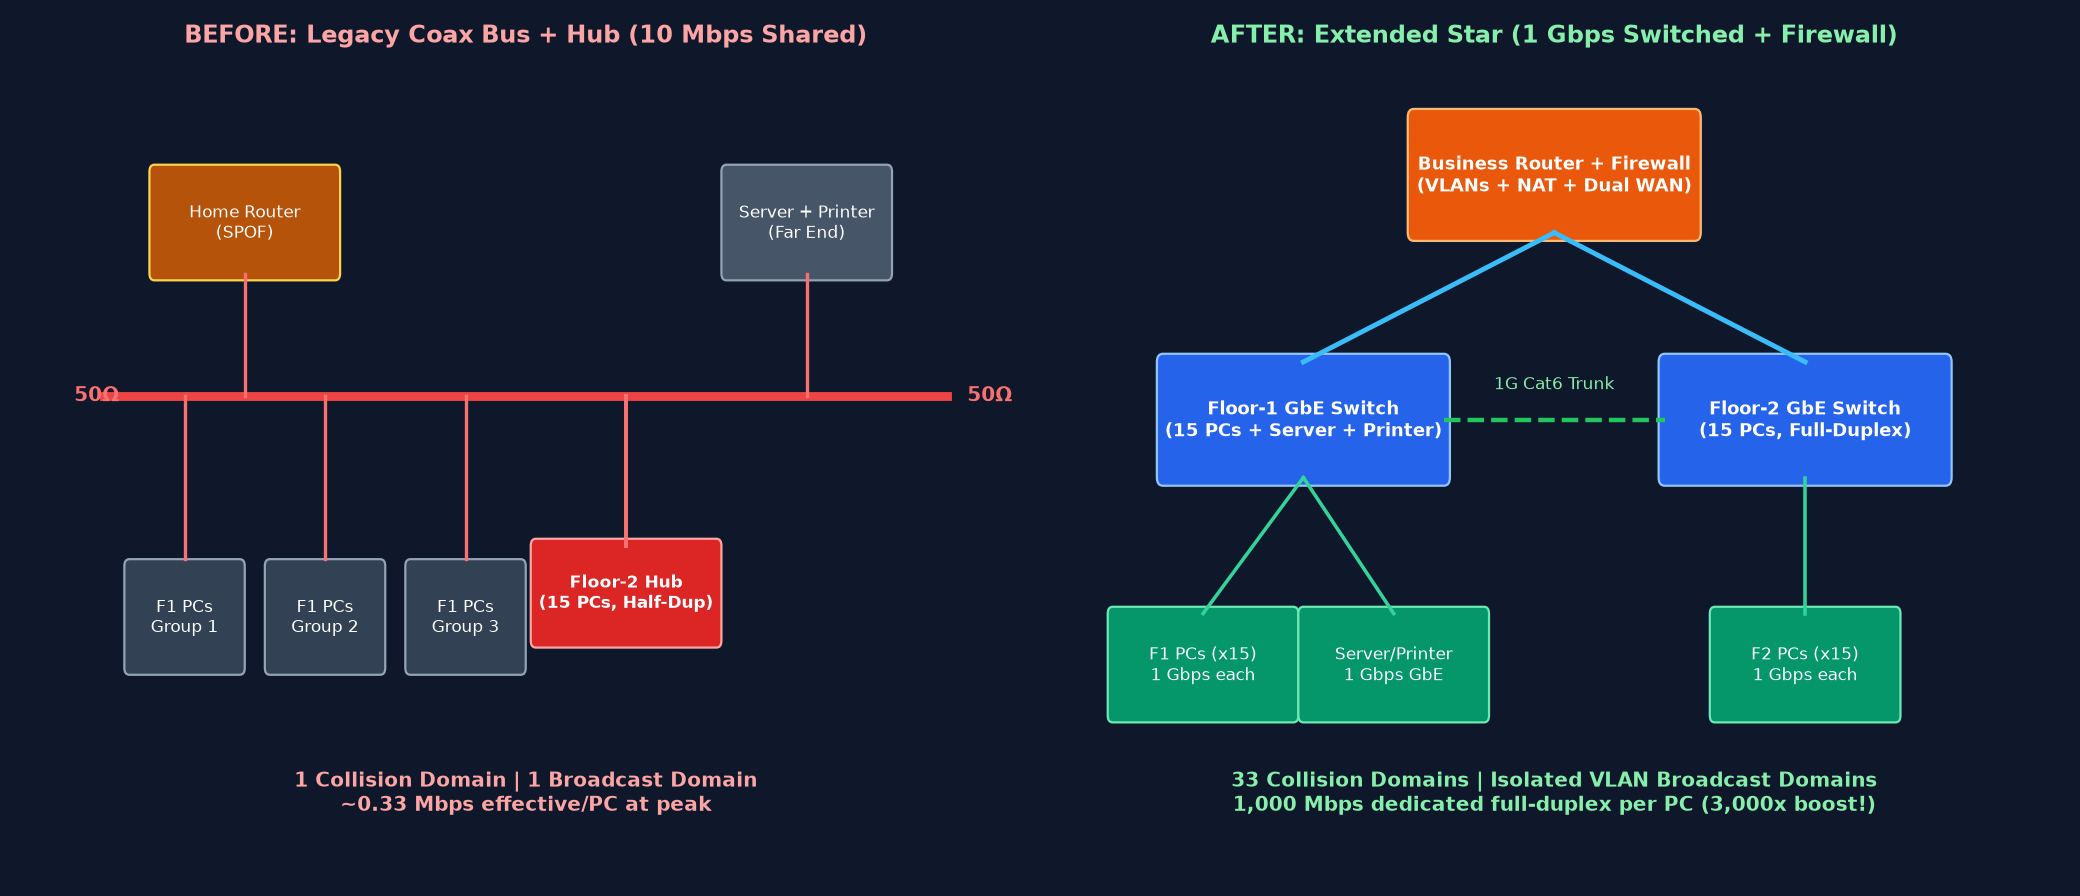 BEFORE: Legacy Coax Bus + Hub (10 Mbps Shared)
Home Router
(SPOF)
Server + Printer
(Far End)
50Ω
50Ω
F1 PCs
Group 1
F1 PCs
Group 2
F1 PCs
Group 3
Floor-2 Hub
(15 PCs, Half-Dup)
1 Collision Domain | 1 Broadcast Domain
~0.33 Mbps effective/PC at peak
AFTER: Extended Star (1 Gbps Switched + Firewall)
Business Router + Firewall
(VLANs + NAT + Dual WAN)
Floor-1 GbE Switch
(15 PCs + Server + Printer)
1G Cat6 Trunk
Floor-2 GbE Switch
(15 PCs, Full-Duplex)
F1 PCs (x15)
1 Gbps each
Server/Printer
1 Gbps GbE
F2 PCs (x15)
1 Gbps each
33 Collision Domains | Isolated VLAN Broadcast Domains
1,000 Mbps dedicated full-duplex per PC (3,000x boost!)